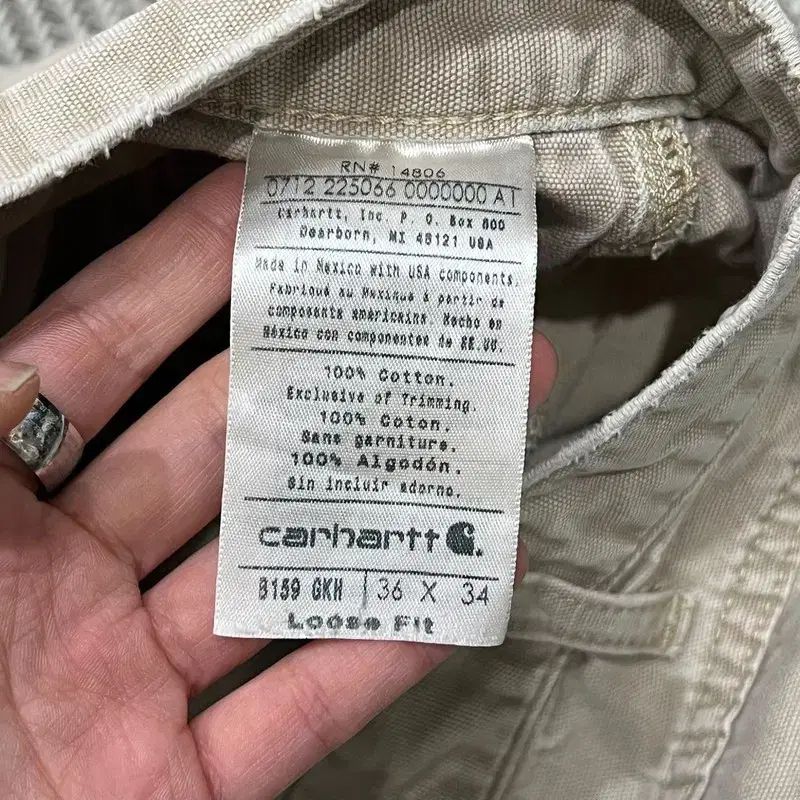 RN# 14806
0712 225066 0000000 A1
Carhartt, Inc. P. O. Box 600
Dearborn, MI 48121 USA
Made in Mexico with USA components.
Fabriqué au Mexique à partir de
composants américains. Hecho en
México con componentes de EE.UU.
100% Cotton.
Exclusive of Trimming.
100% Coton.
Sans garniture.
100% Algodón.
Sin incluir adorno.
carhartt
B159 GKH 36 X 34
Loose Fit